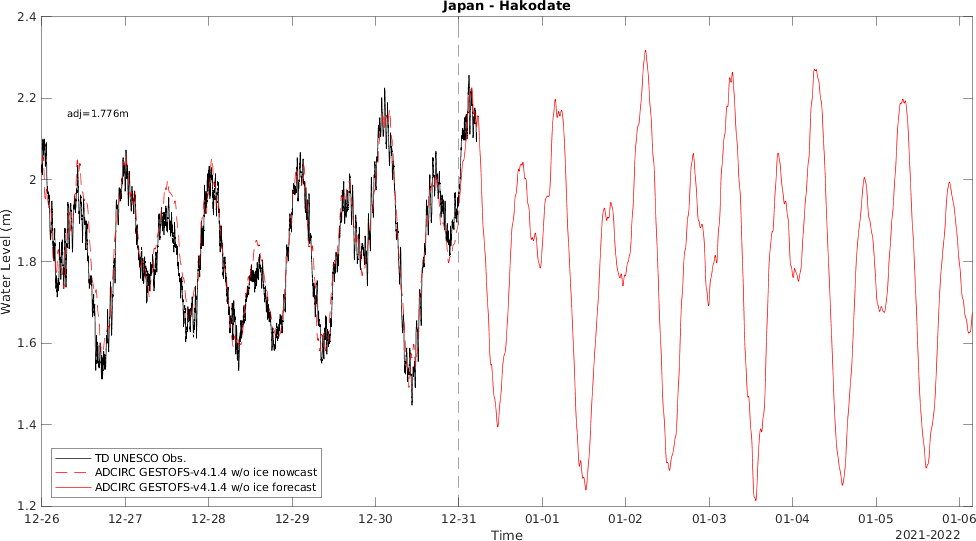 Japan - Hakodate
2.4
2.2
2
1.8
1.6
1.4
1.2
Water Level (m)
adj=1.776m
TD UNESCO Obs.
ADCIRC GESTOFS-v4.1.4 w/o ice nowcast
ADCIRC GESTOFS-v4.1.4 w/o ice forecast
12-26 12-27 12-28 12-29 12-30 12-31 01-01 01-02 01-03 01-04 01-05 01-06
Time
2021-2022